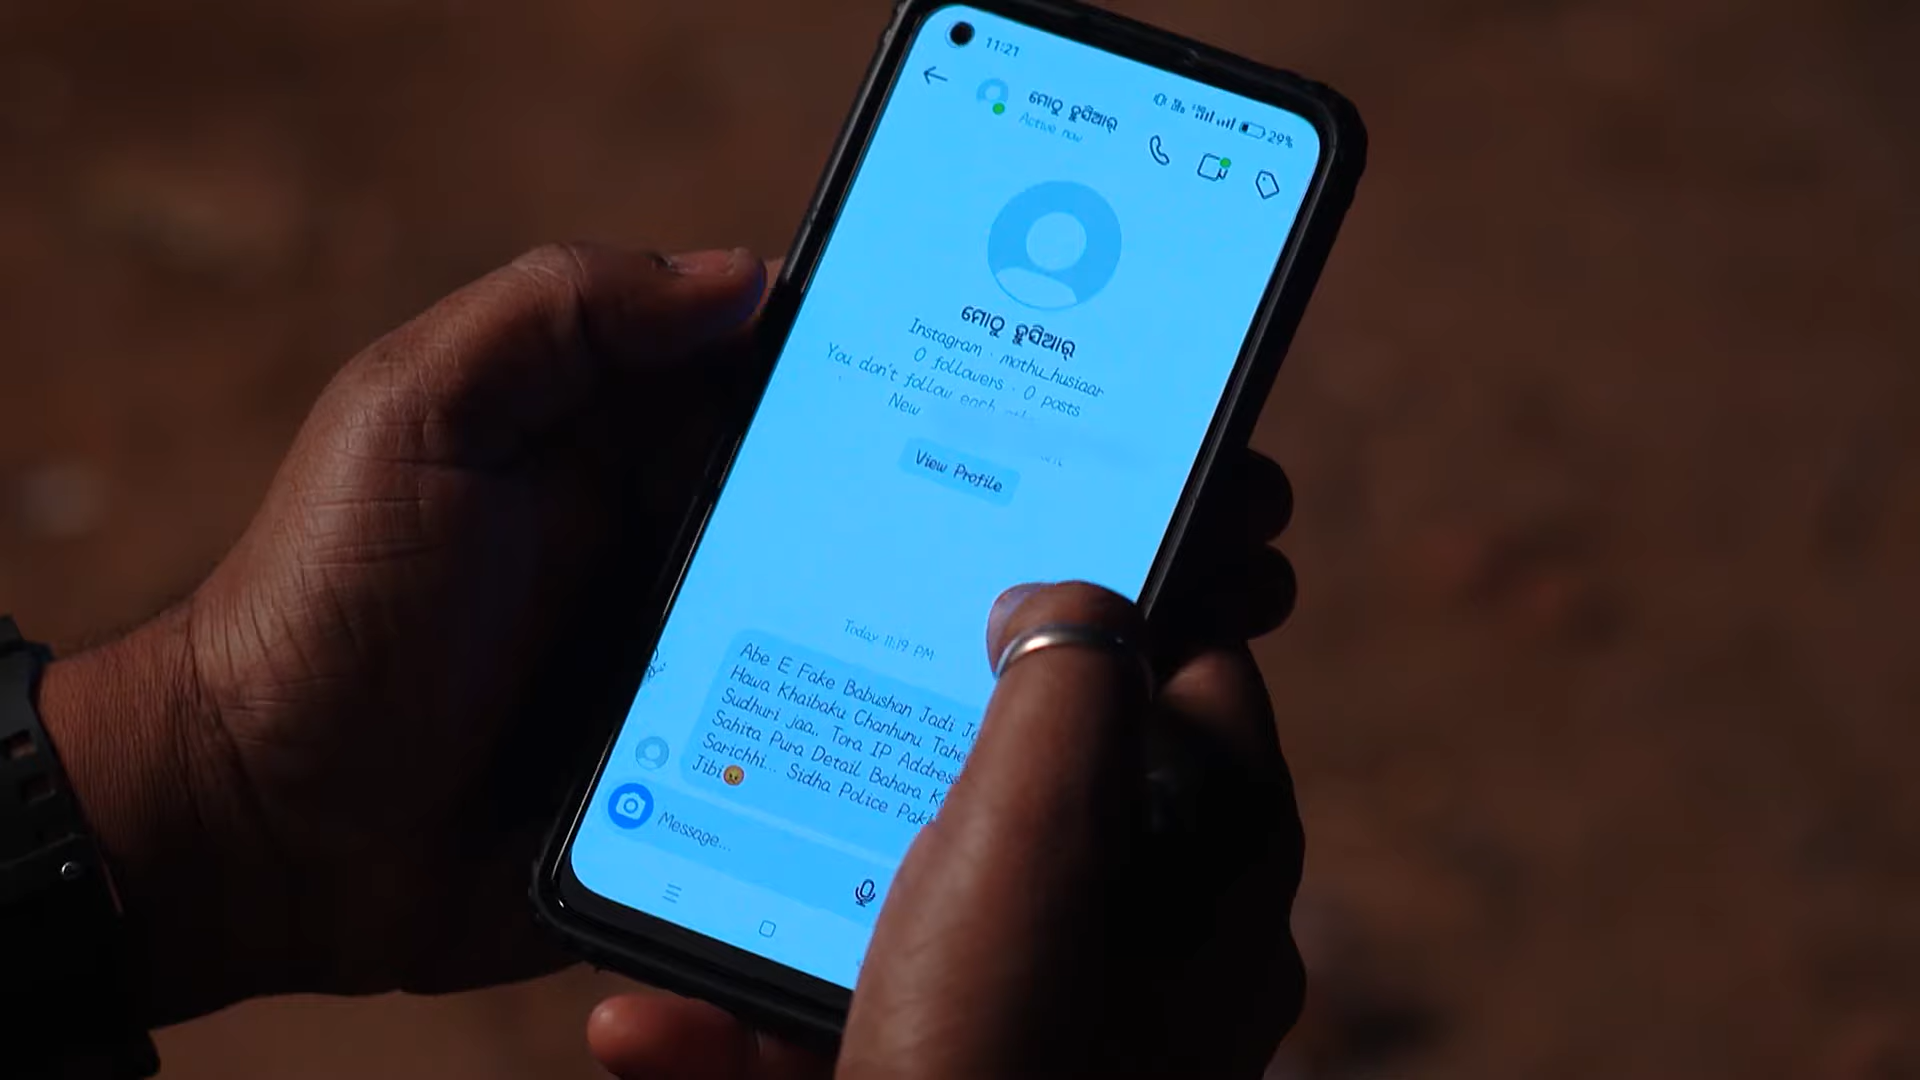 11:21
29%
ମୋଠୁ ହୁସିଆର୍
Active now
ମୋଠୁ ହୁସିଆର୍
Instagram · mothu_husiaar
0 followers · 0 posts
You don't follow each
New
View Profile
Today 11:19 PM
Abe E Fake Babushan Jadi
Hawa Khaibaku Chanhunu
Sudhuri jaa.. Tora IP Address
Sahita Pura Detail Bahara
Sarichhi... Sidha Police
Jibi😡
Message...